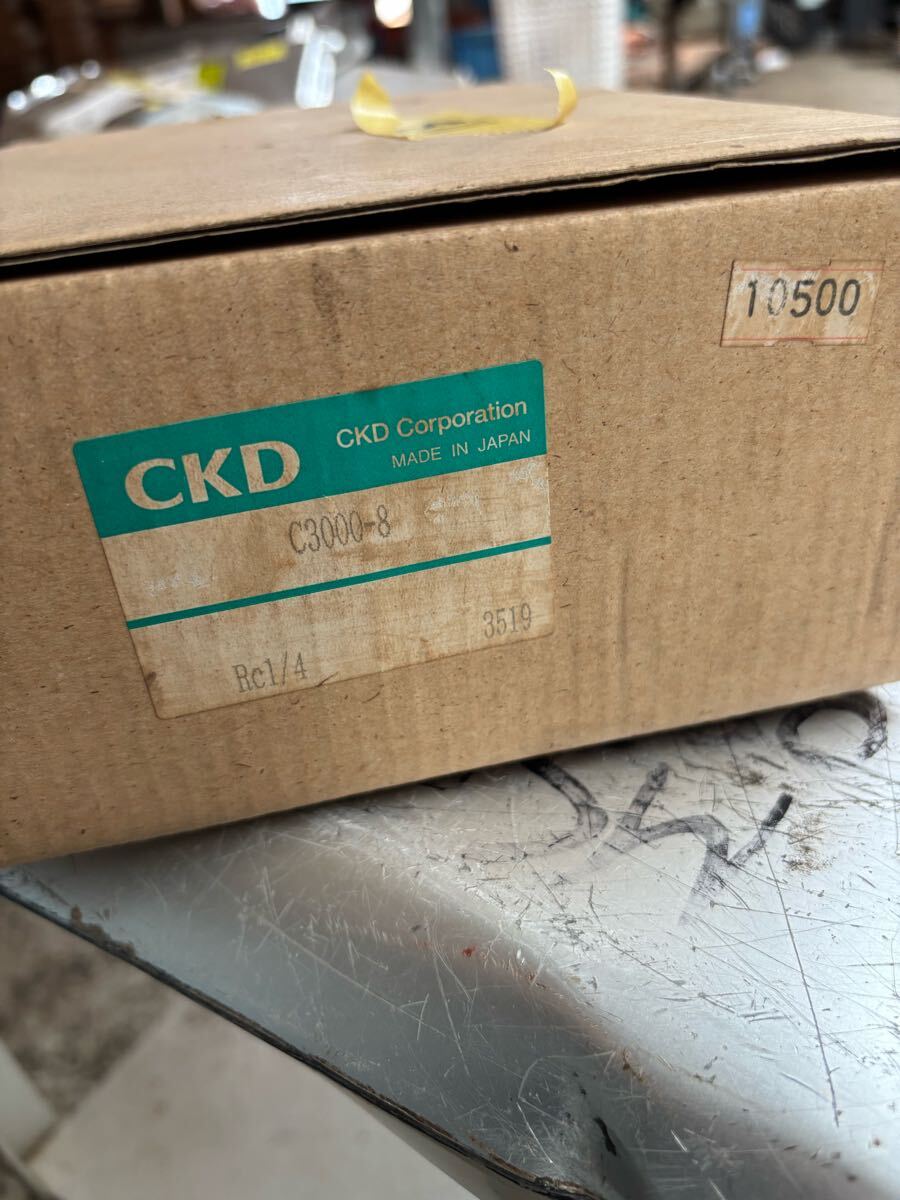 10500
CKD
CKD Corporation
MADE IN JAPAN
C3000-8
3519
Rc1/4